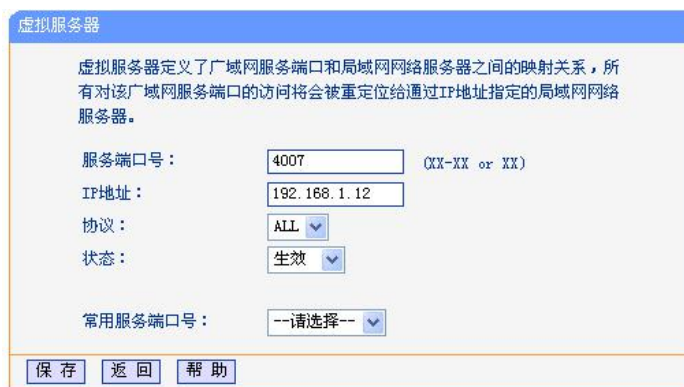 虚拟服务器
虚拟服务器定义了广域网服务端口和局域网网络服务器之间的映射关系，所
有对该广域网服务端口的访问将会被重定位给通过IP地址指定的局域网网络
服务器。
服务端口号： 4007 (XX-XX or XX)
IP地址： 192.168.1.12
协议： ALL
状态： 生效
常用服务端口号： --请选择--
保 存 返 回 帮 助